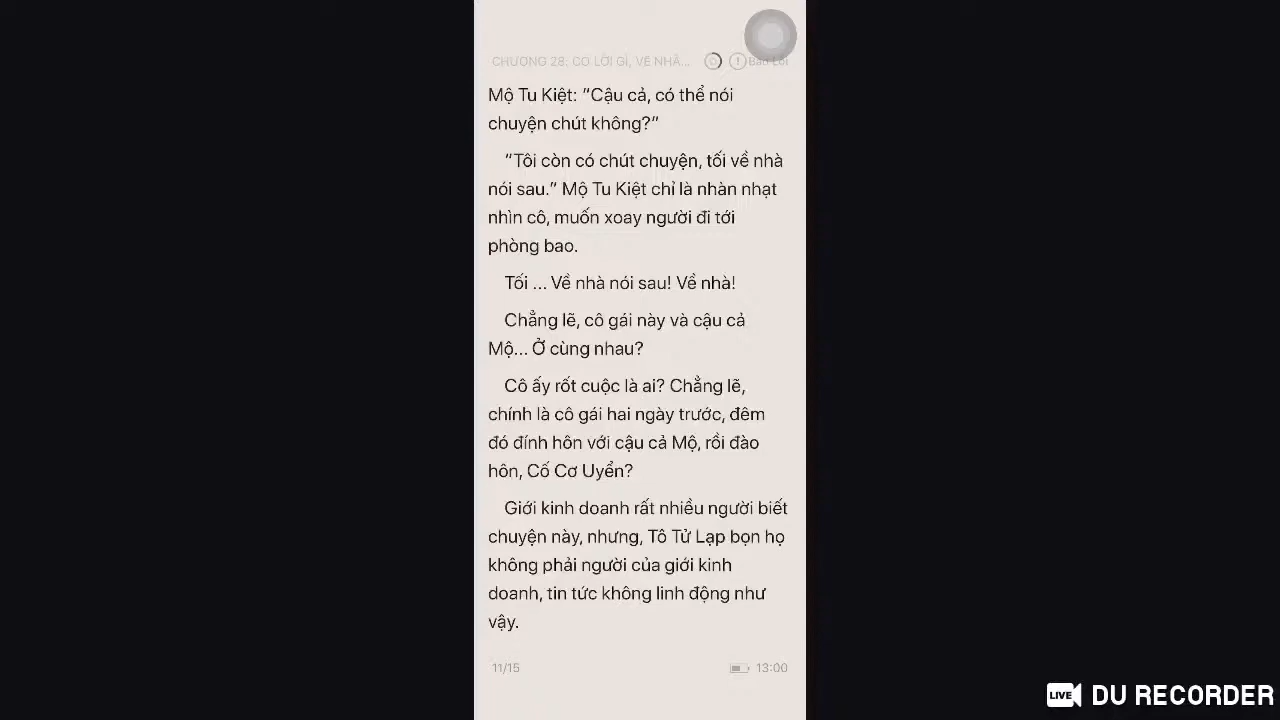 CHƯƠNG 28: CÓ LỜI GÌ, VỀ NHÀ...
Báo Lỗi
Mộ Tu Kiệt: “Cậu cả, có thể nói
chuyện chút không?”
“Tôi còn có chút chuyện, tối về nhà
nói sau.” Mộ Tu Kiệt chỉ là nhàn nhạt
nhìn cô, muốn xoay người đi tới
phòng bao.
Tối ... Về nhà nói sau! Về nhà!
Chẳng lẽ, cô gái này và cậu cả
Mộ... Ở cùng nhau?
Cô ấy rốt cuộc là ai? Chẳng lẽ,
chính là cô gái hai ngày trước, đêm
đó đính hôn với cậu cả Mộ, rồi đào
hôn, Cố Cơ Uyển?
Giới kinh doanh rất nhiều người biết
chuyện này, nhưng, Tô Tử Lạp bọn họ
không phải người của giới kinh
doanh, tin tức không linh động như
vậy.
11/15
13:00
LIVE DU RECORDER